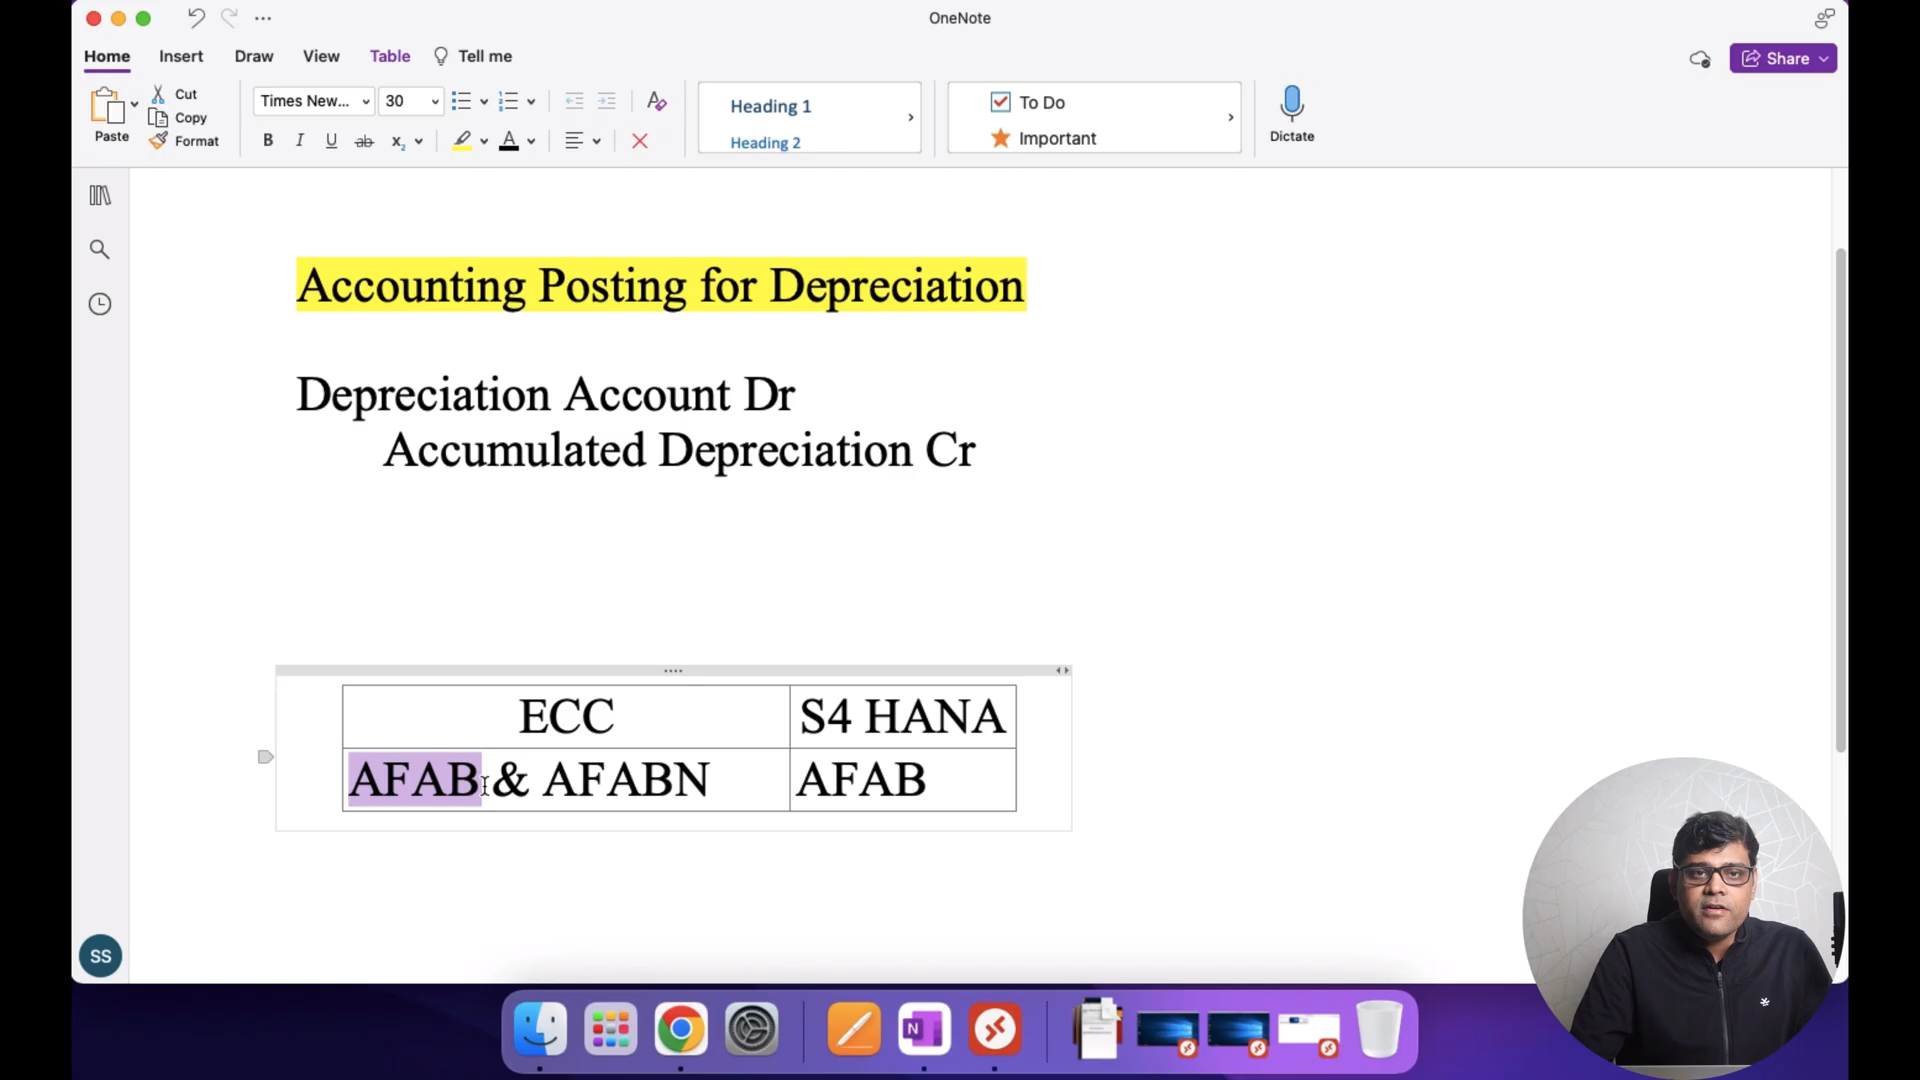 OneNote
Home Insert Draw View Table Tell me
Share
Paste
Cut
Copy
Format
Times New... 30
B I U ab x₂ A
Heading 1
Heading 2
To Do
Important
Dictate
Accounting Posting for Depreciation
Depreciation Account Dr
Accumulated Depreciation Cr
ECC S4 HANA
AFAB & AFABN AFAB
SS
N